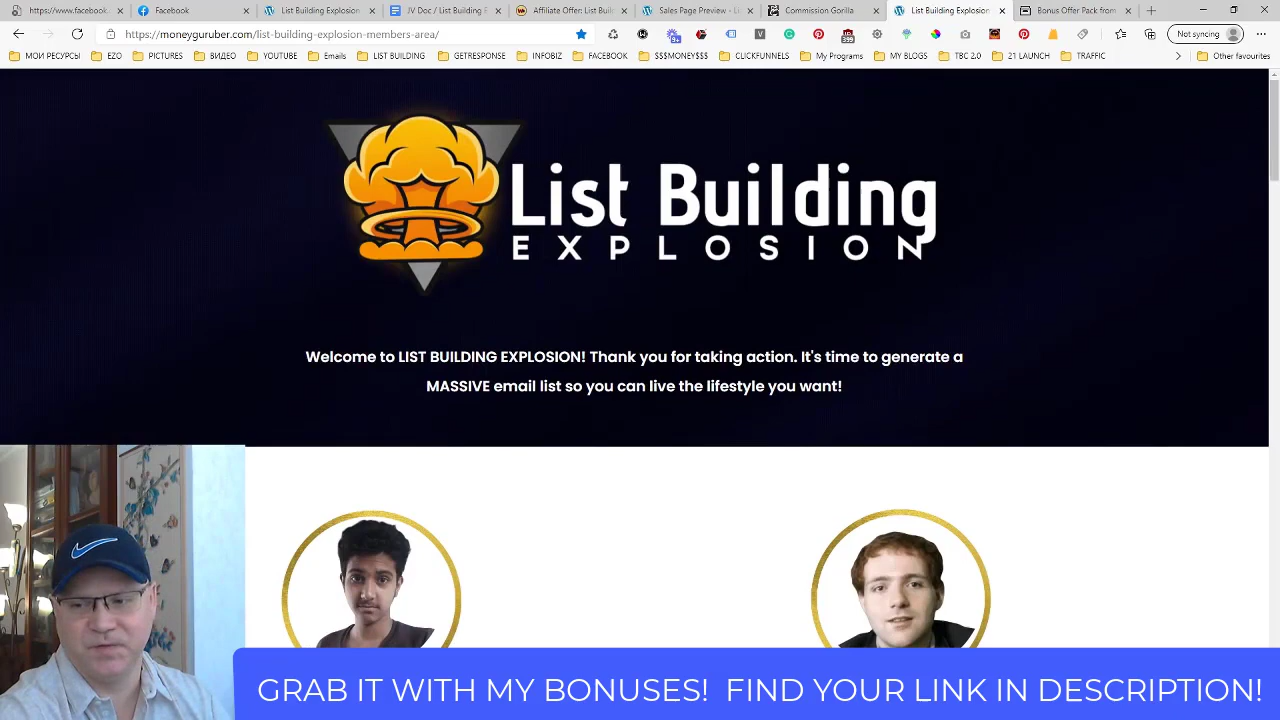 https://www.facebook.
Facebook
List Building Explosion
JV Doc / List Building E
Affiliate Offer: List Buil
Sales Page Preview - Li
Commission Gorilla
List Building Explosion
Bonus Offer Pack from
https://moneyguruber.com/list-building-explosion-members-area/
9+
399
Not syncing
МОИ РЕСУРСЫ
EZO
PICTURES
ВИДЕО
YOUTUBE
Emails
LIST BUILDING
GETRESPONSE
INFOBIZ
FACEBOOK
$$$MONEY$$$
CLICKFUNNELS
My Programs
MY BLOGS
TBC 2.0
21 LAUNCH
TRAFFIC
Other favourites
List Building
EXPLOSION
Welcome to LIST BUILDING EXPLOSION! Thank you for taking action. It's time to generate a
MASSIVE email list so you can live the lifestyle you want!
GRAB IT WITH MY BONUSES! FIND YOUR LINK IN DESCRIPTION!